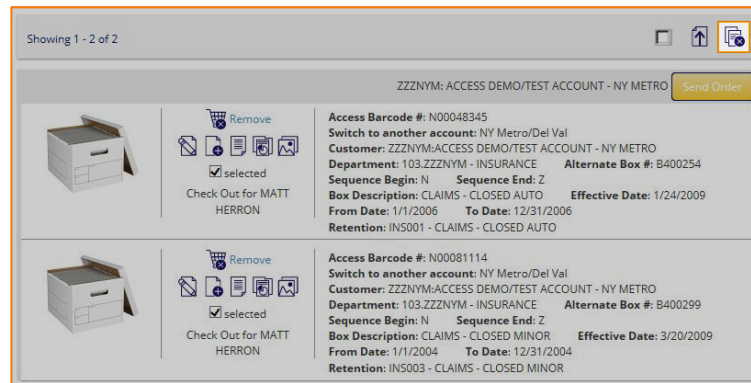 Showing 1 - 2 of 2
ZZZNYM: ACCESS DEMO/TEST ACCOUNT - NY METRO Send Order
Remove
selected
Check Out for MATT
HERRON
Access Barcode #: N00048345
Switch to another account: NY Metro/Del Val
Customer: ZZZNYM:ACCESS DEMO/TEST ACCOUNT - NY METRO
Department: 103.ZZZNYM - INSURANCE Alternate Box #: B400254
Sequence Begin: N Sequence End: Z
Box Description: CLAIMS - CLOSED AUTO Effective Date: 1/24/2009
From Date: 1/1/2006 To Date: 12/31/2006
Retention: INS001 - CLAIMS - CLOSED AUTO
Remove
selected
Check Out for MATT
HERRON
Access Barcode #: N00081114
Switch to another account: NY Metro/Del Val
Customer: ZZZNYM:ACCESS DEMO/TEST ACCOUNT - NY METRO
Department: 103.ZZZNYM - INSURANCE Alternate Box #: B400299
Sequence Begin: N Sequence End: Z
Box Description: CLAIMS - CLOSED MINOR Effective Date: 3/20/2009
From Date: 1/1/2004 To Date: 12/31/2004
Retention: INS003 - CLAIMS - CLOSED MINOR